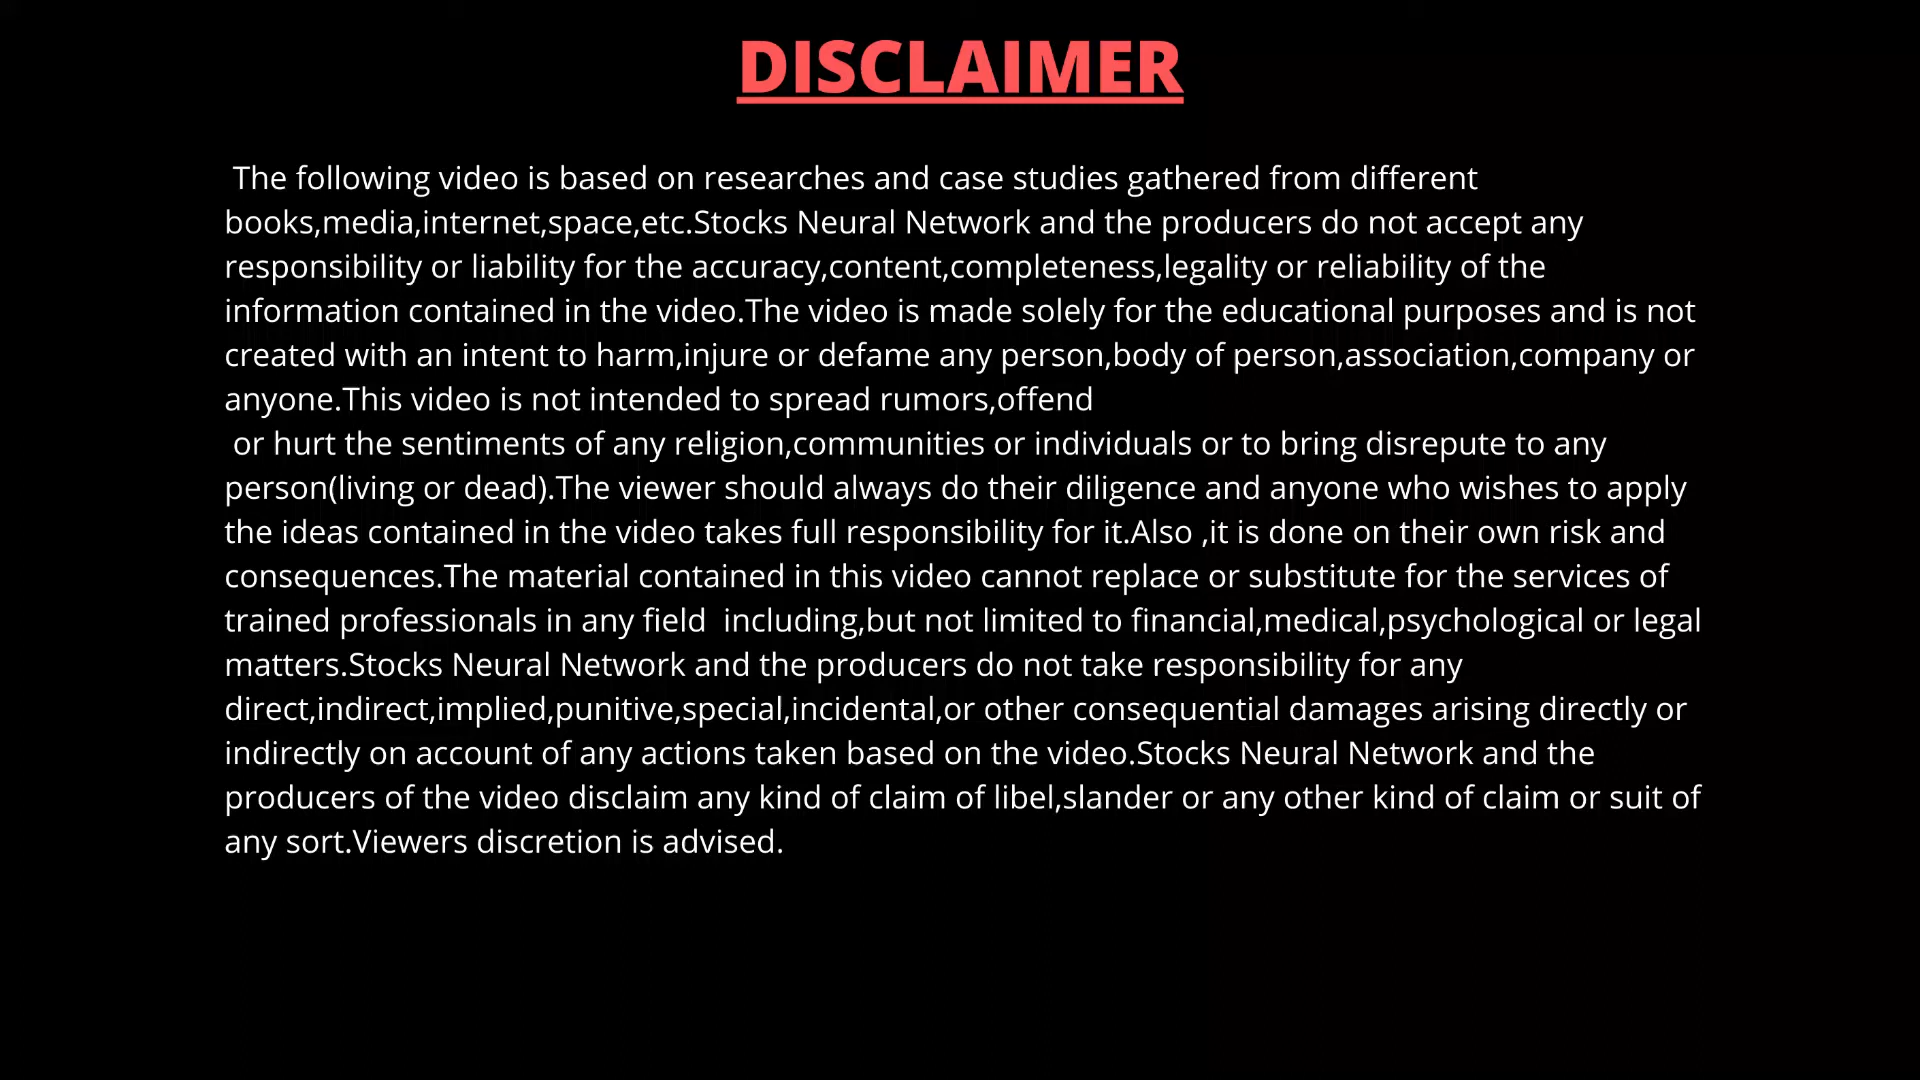 DISCLAIMER
The following video is based on researches and case studies gathered from different
books,media,internet,space,etc.Stocks Neural Network and the producers do not accept any
responsibility or liability for the accuracy,content,completeness,legality or reliability of the
information contained in the video.The video is made solely for the educational purposes and is not
created with an intent to harm,injure or defame any person,body of person,association,company or
anyone.This video is not intended to spread rumors,offend
or hurt the sentiments of any religion,communities or individuals or to bring disrepute to any
person(living or dead).The viewer should always do their diligence and anyone who wishes to apply
the ideas contained in the video takes full responsibility for it.Also ,it is done on their own risk and
consequences.The material contained in this video cannot replace or substitute for the services of
trained professionals in any field  including,but not limited to financial,medical,psychological or legal
matters.Stocks Neural Network and the producers do not take responsibility for any
direct,indirect,implied,punitive,special,incidental,or other consequential damages arising directly or
indirectly on account of any actions taken based on the video.Stocks Neural Network and the
producers of the video disclaim any kind of claim of libel,slander or any other kind of claim or suit of
any sort.Viewers discretion is advised.